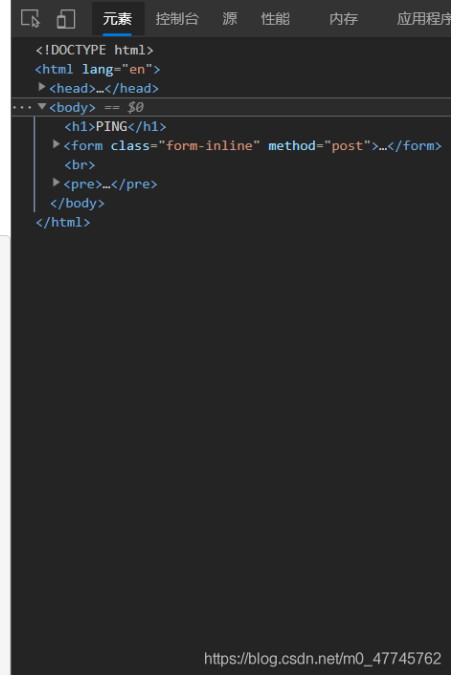 元素 控制台 源 性能 内存 应用程序
<!DOCTYPE html>
<html lang="en">
<head>…</head>
<body> == $0
<h1>PING</h1>
<form class="form-inline" method="post">…</form>
<br>
<pre>…</pre>
</body>
</html>
https://blog.csdn.net/m0_47745762